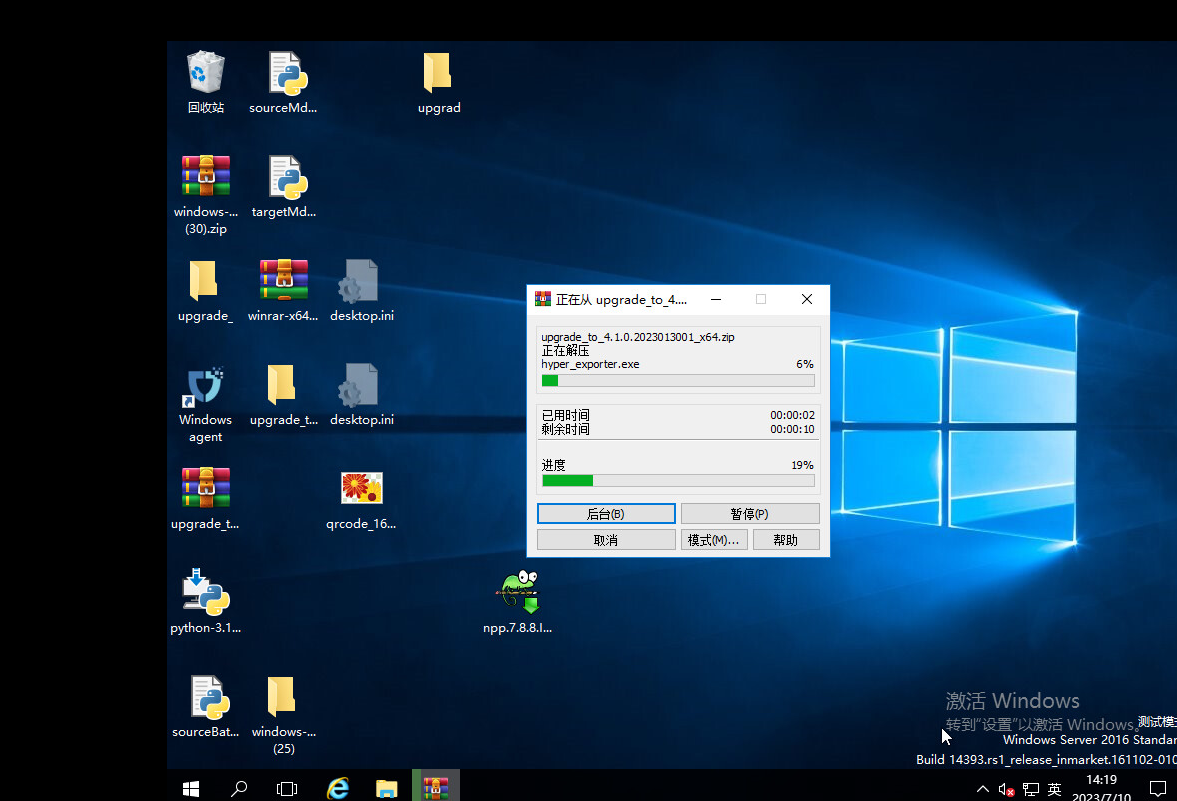 回收站
sourceMd...
upgrad
windows-...
(30).zip
targetMd...
upgrade_
winrar-x64...
desktop.ini
Windows
agent
upgrade_t...
desktop.ini
upgrade_t...
qrcode_16...
python-3.1...
npp.7.8.8.I...
sourceBat...
windows-...
(25)
正在从 upgrade_to_4....
upgrade_to_4.1.0.2023013001_x64.zip
正在解压
hyper_exporter.exe
6%
已用时间
00:00:02
剩余时间
00:00:10
进度
19%
后台(B)
暂停(P)
取消
模式(M)...
帮助
激活 Windows
转到"设置"以激活 Windows。
测试模式
Windows Server 2016 Standar
Build 14393.rs1_release_inmarket.161102-010
英
14:19
2023/7/10